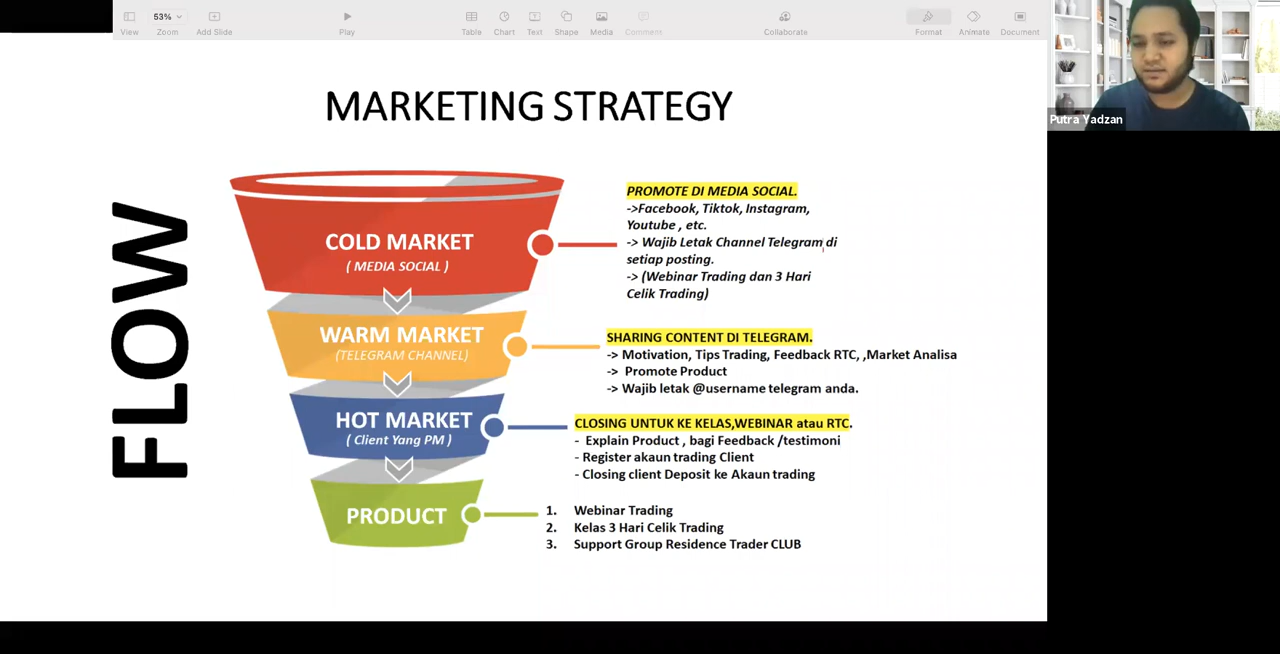 53%
View
Zoom
Add Slide
Play
Table
Chart
Text
Shape
Media
Comment
Collaborate
Format
Animate
Document
Putra Yadzan
MARKETING STRATEGY
FLOW
COLD MARKET
( MEDIA SOCIAL )
PROMOTE DI MEDIA SOCIAL.
->Facebook, Tiktok, Instagram,
Youtube , etc.
-> Wajib Letak Channel Telegram di
setiap posting.
-> (Webinar Trading dan 3 Hari
Celik Trading)
WARM MARKET
(TELEGRAM CHANNEL)
SHARING CONTENT DI TELEGRAM.
-> Motivation, Tips Trading, Feedback RTC, ,Market Analisa
-> Promote Product
-> Wajib letak @username telegram anda.
HOT MARKET
( Client Yang PM )
CLOSING UNTUK KE KELAS,WEBINAR atau RTC.
- Explain Product , bagi Feedback /testimoni
- Register akaun trading Client
- Closing client Deposit ke Akaun trading
PRODUCT
1. Webinar Trading
2. Kelas 3 Hari Celik Trading
3. Support Group Residence Trader CLUB